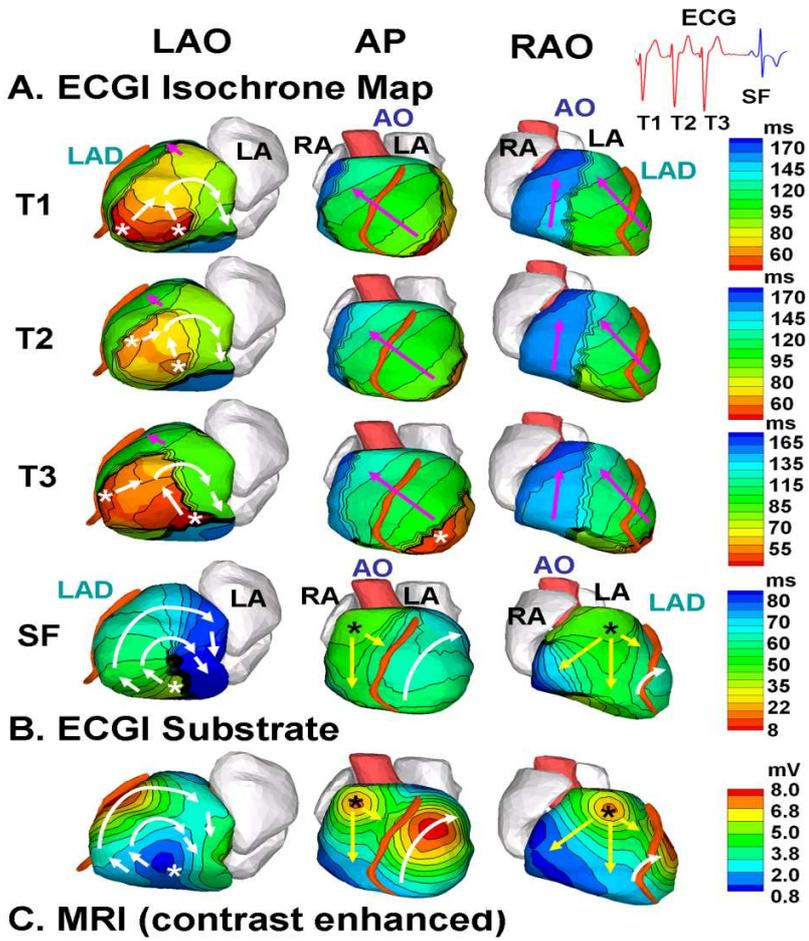 LAO AP RAO ECG
T1 T2 T3 SF
A. ECGI Isochrone Map
T1 LAD LA RA AO LA RA AO LA LAD
ms
170
145
120
95
80
60
T2
ms
170
145
120
95
80
60
T3
* * *
ms
165
135
115
85
70
55
SF LAD LA RA AO LA RA AO LA LAD
ms
80
70
60
50
35
22
8
B. ECGI Substrate
mV
8.0
6.8
5.0
3.8
2.0
0.8
C. MRI (contrast enhanced)